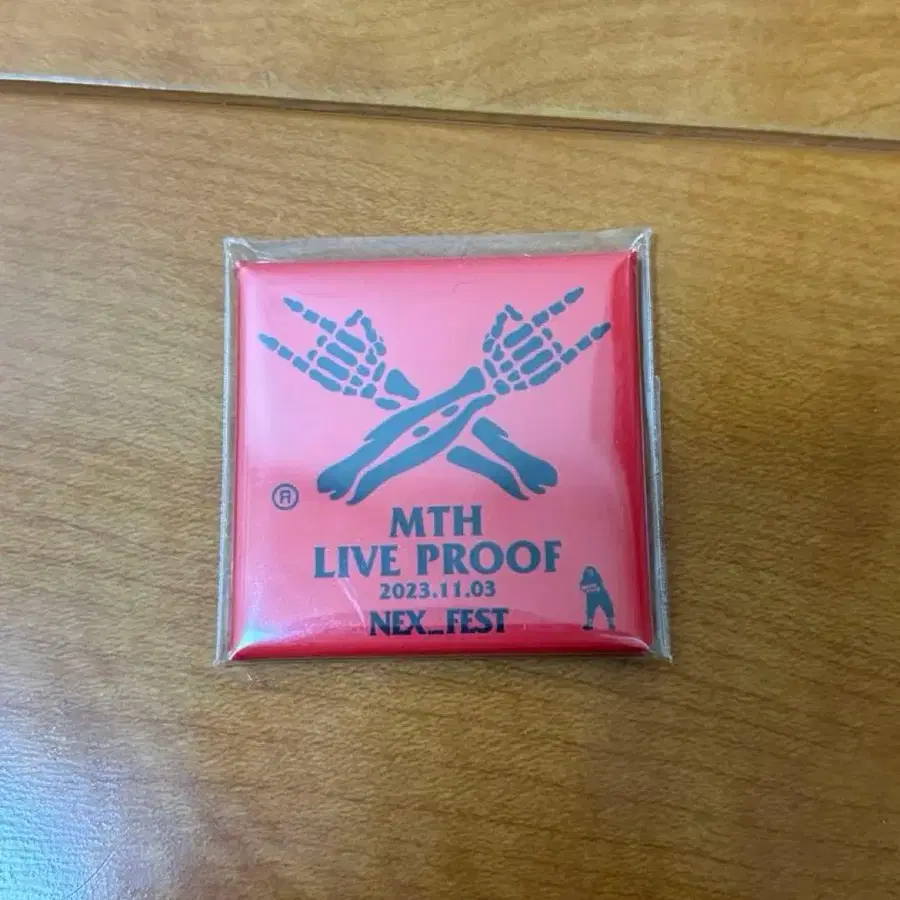 MTH
LIVE PROOF
2023.11.03
NEX_FEST